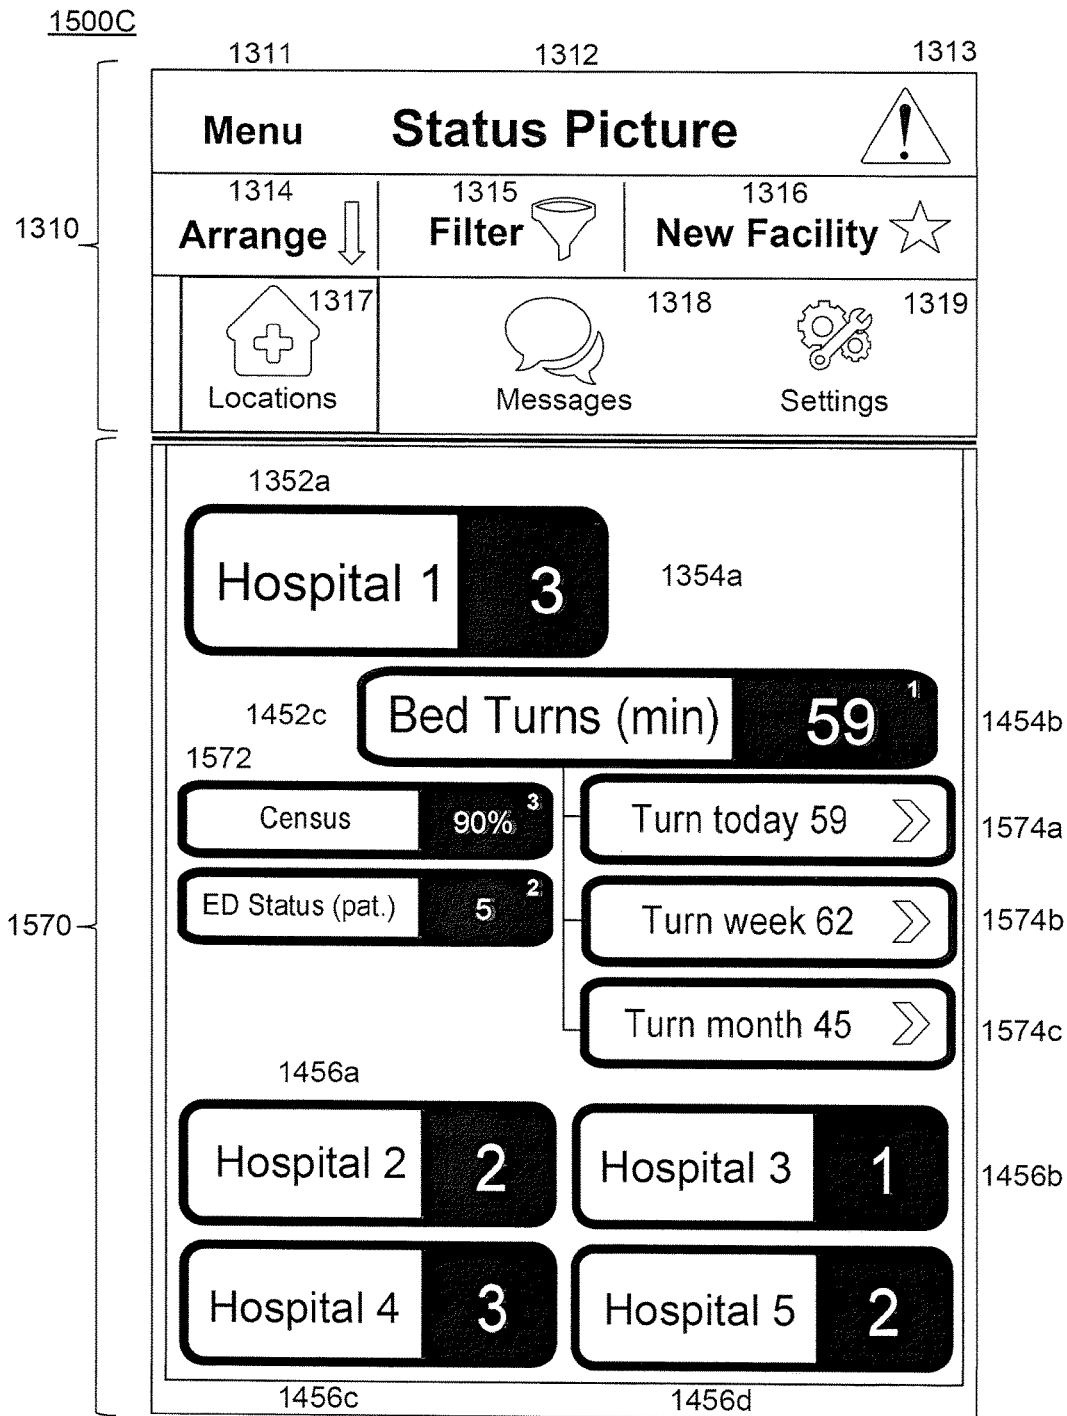 1500C
1311 1312 1313
Menu Status Picture
1314 1315 1316
1310
Arrange Filter New Facility
1317 1318 1319
Locations Messages Settings
1352a
Hospital 1 3 1354a
1452c Bed Turns (min) 59 1 1454b
1572
Census 90% 3 Turn today 59 1574a
ED Status (pat.) 5 2 Turn week 62 1574b
1570
Turn month 45 1574c
1456a
Hospital 2 2 Hospital 3 1 1456b
Hospital 4 3 Hospital 5 2
1456c 1456d